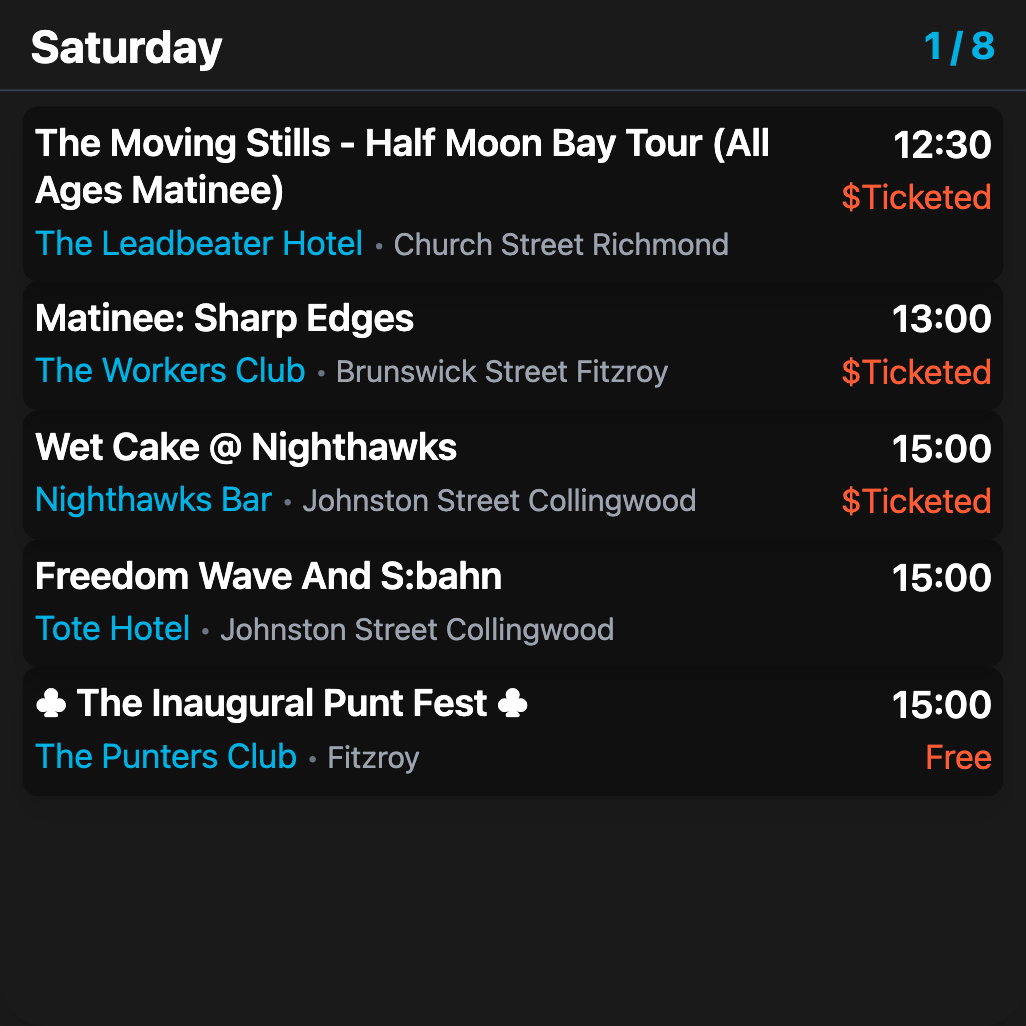 Saturday 1 / 8
The Moving Stills - Half Moon Bay Tour (All 12:30
Ages Matinee) $Ticketed
The Leadbeater Hotel • Church Street Richmond
Matinee: Sharp Edges 13:00
The Workers Club • Brunswick Street Fitzroy $Ticketed
Wet Cake @ Nighthawks 15:00
Nighthawks Bar • Johnston Street Collingwood $Ticketed
Freedom Wave And S:bahn 15:00
Tote Hotel • Johnston Street Collingwood
♣ The Inaugural Punt Fest ♣ 15:00
The Punters Club • Fitzroy Free